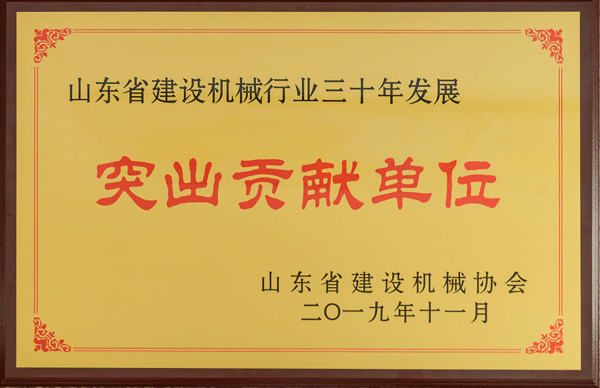 山东省建设机械行业三十年发展
突出贡献单位
山东省建设机械协会
二〇一九年十一月